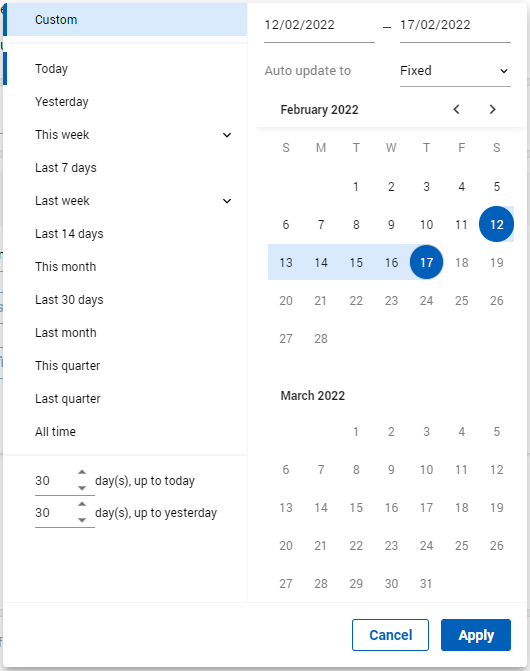 Custom
Today
Yesterday
This week
Last 7 days
Last week
Last 14 days
This month
Last 30 days
Last month
This quarter
Last quarter
All time
30 day(s), up to today
30 day(s), up to yesterday
12/02/2022 – 17/02/2022
Auto update to Fixed
February 2022
S M T W T F S
1 2 3 4 5
6 7 8 9 10 11 12
13 14 15 16 17 18 19
20 21 22 23 24 25 26
27 28
March 2022
1 2 3 4 5
6 7 8 9 10 11 12
13 14 15 16 17 18 19
20 21 22 23 24 25 26
27 28 29 30 31
Cancel Apply